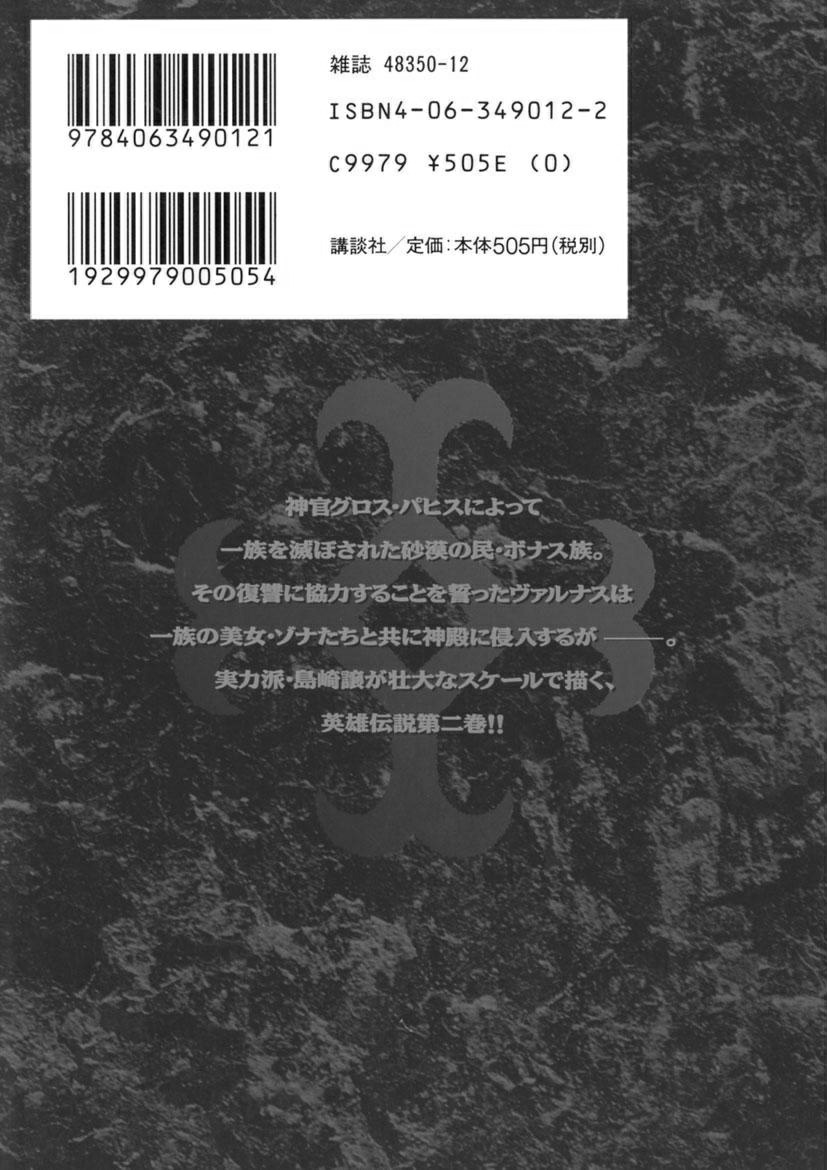 雑誌 48350-12
ISBN4-06-349012-2
9784063490121
C9979 ¥505E (0)
講談社／定価：本体505円（税別）
1929979005054
神官グロス・パヒスによって
一族を滅ぼされた砂漠の民・ボナス族。
その復讐に協力することを誓ったヴァルナスは
一族の美女・ゾナたちと共に神殿に侵入するが――。
実力派・島崎譲が壮大なスケールで描く、
英雄伝説第二巻!!